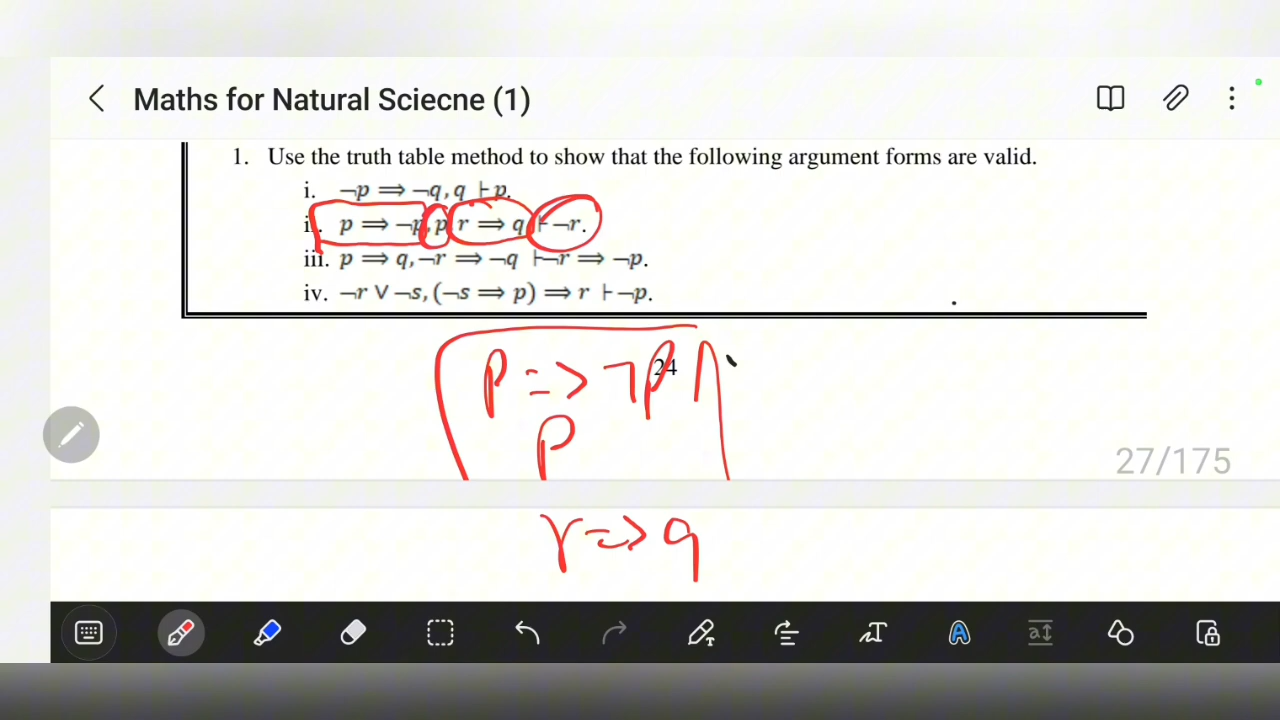 Maths for Natural Sciecne (1)
1. Use the truth table method to show that the following argument forms are valid.
i. ¬p ⟹ ¬q, q ⊢ p.
ii. p ⟹ ¬p, p, r ⟹ q ⊢ ¬r.
iii. p ⟹ q, ¬r ⟹ ¬q ⊢ ¬r ⟹ ¬p.
iv. ¬r ∨ ¬s, (¬s ⟹ p) ⟹ r ⊢ ¬p.
24
p => ¬p ∧
p
27/175
r => q